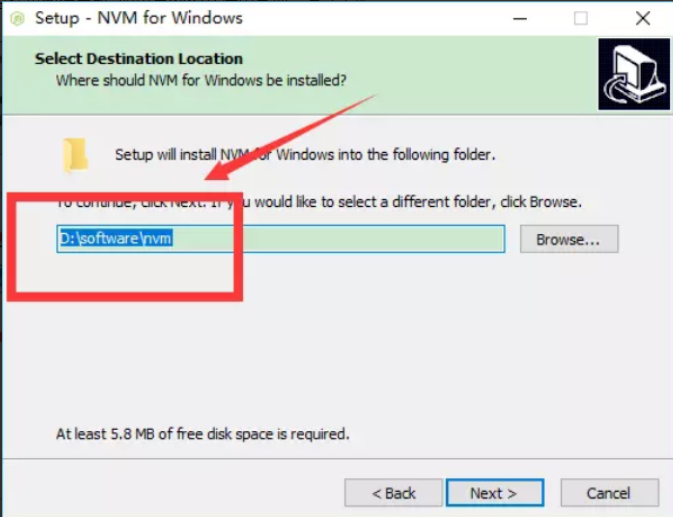 Setup - NVM for Windows
Select Destination Location
Where should NVM for Windows be installed?
Setup will install NVM for Windows into the following folder.
To continue, click Next. If you would like to select a different folder, click Browse.
D:\software\nvm
Browse...
At least 5.8 MB of free disk space is required.
< Back
Next >
Cancel